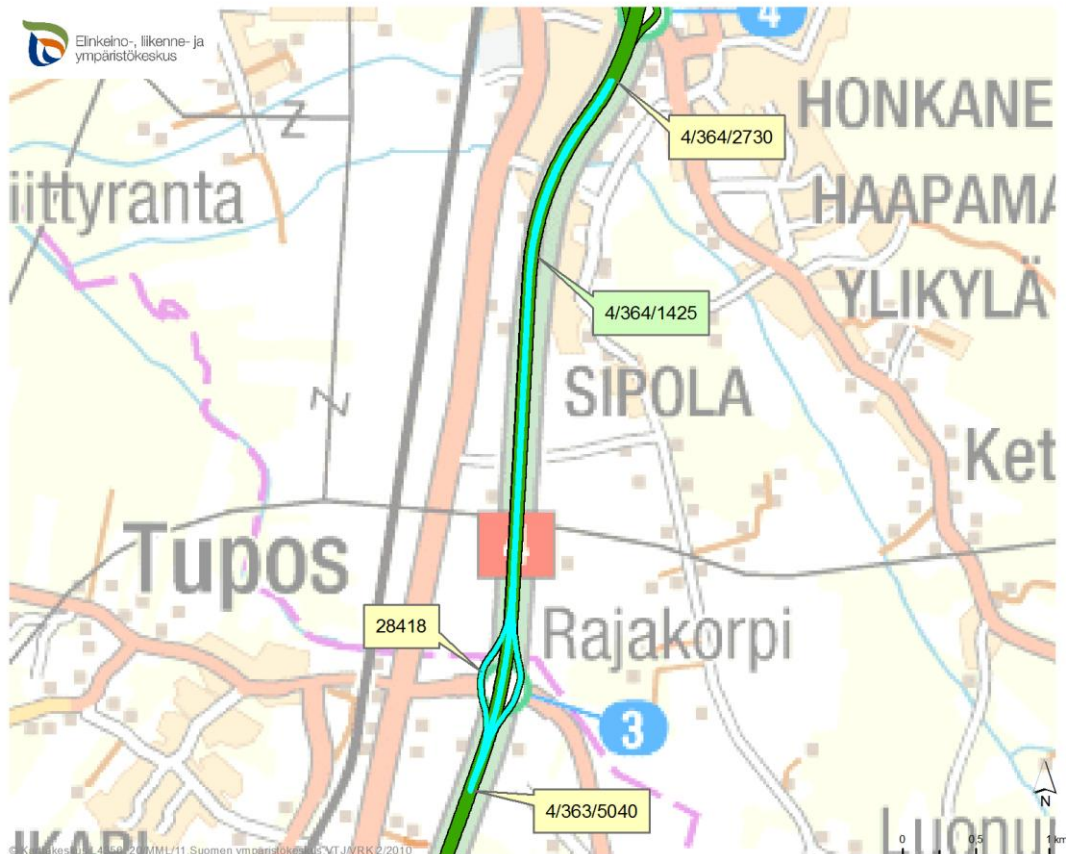 Elinkeino-, liikenne- ja
ympäristökeskus
4
4/364/2730
HONKANE
HAAPAMA
iittyranta
Z
YLIKYLÄ
4/364/1425
SIPOLA
Z
Ket
Tupos
28418
Rajakorpi
3
4/363/5040
N
0 0,5 1 km